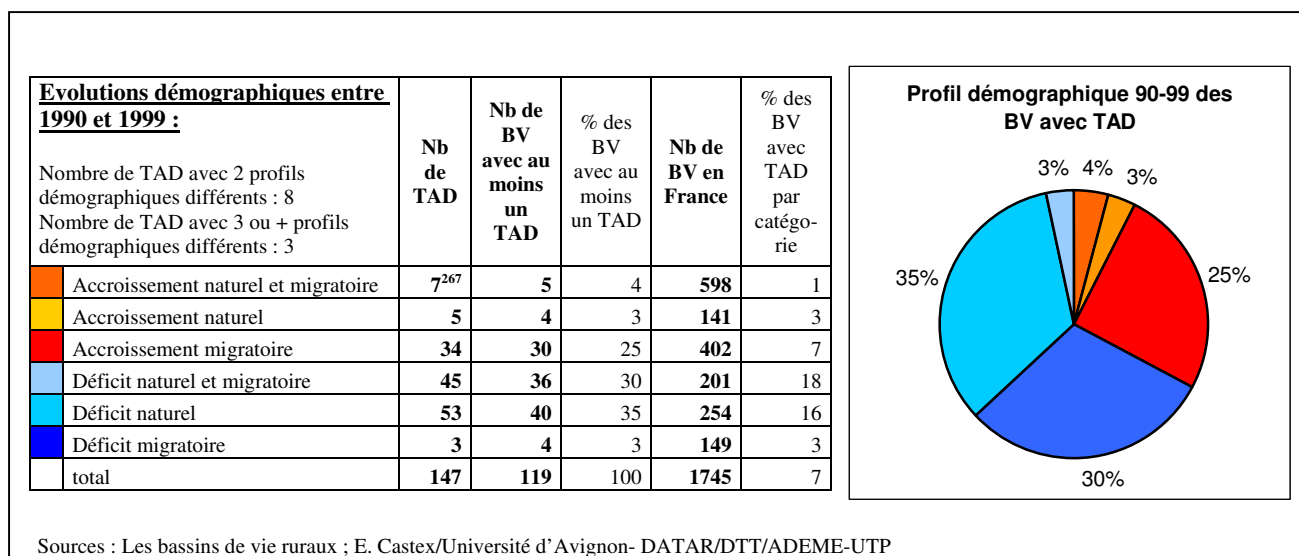 Evolutions démographiques entre
1990 et 1999 :
Nombre de TAD avec 2 profils
démographiques différents : 8
Nombre de TAD avec 3 ou + profils
démographiques différents : 3
Nb
de
TAD
Nb de
BV
avec au
moins
un
TAD
% des
BV
avec au
moins
un TAD
Nb de
BV en
France
% des
BV
avec
TAD
par
catégo-
rie
Accroissement naturel et migratoire 7267 5 4 598 1
Accroissement naturel 5 4 3 141 3
Accroissement migratoire 34 30 25 402 7
Déficit naturel et migratoire 45 36 30 201 18
Déficit naturel 53 40 35 254 16
Déficit migratoire 3 4 3 149 3
total 147 119 100 1745 7
Profil démographique 90-99 des
BV avec TAD
3% 4% 3%
35% 25%
30%
Sources : Les bassins de vie ruraux ; E. Castex/Université d'Avignon- DATAR/DTT/ADEME-UTP